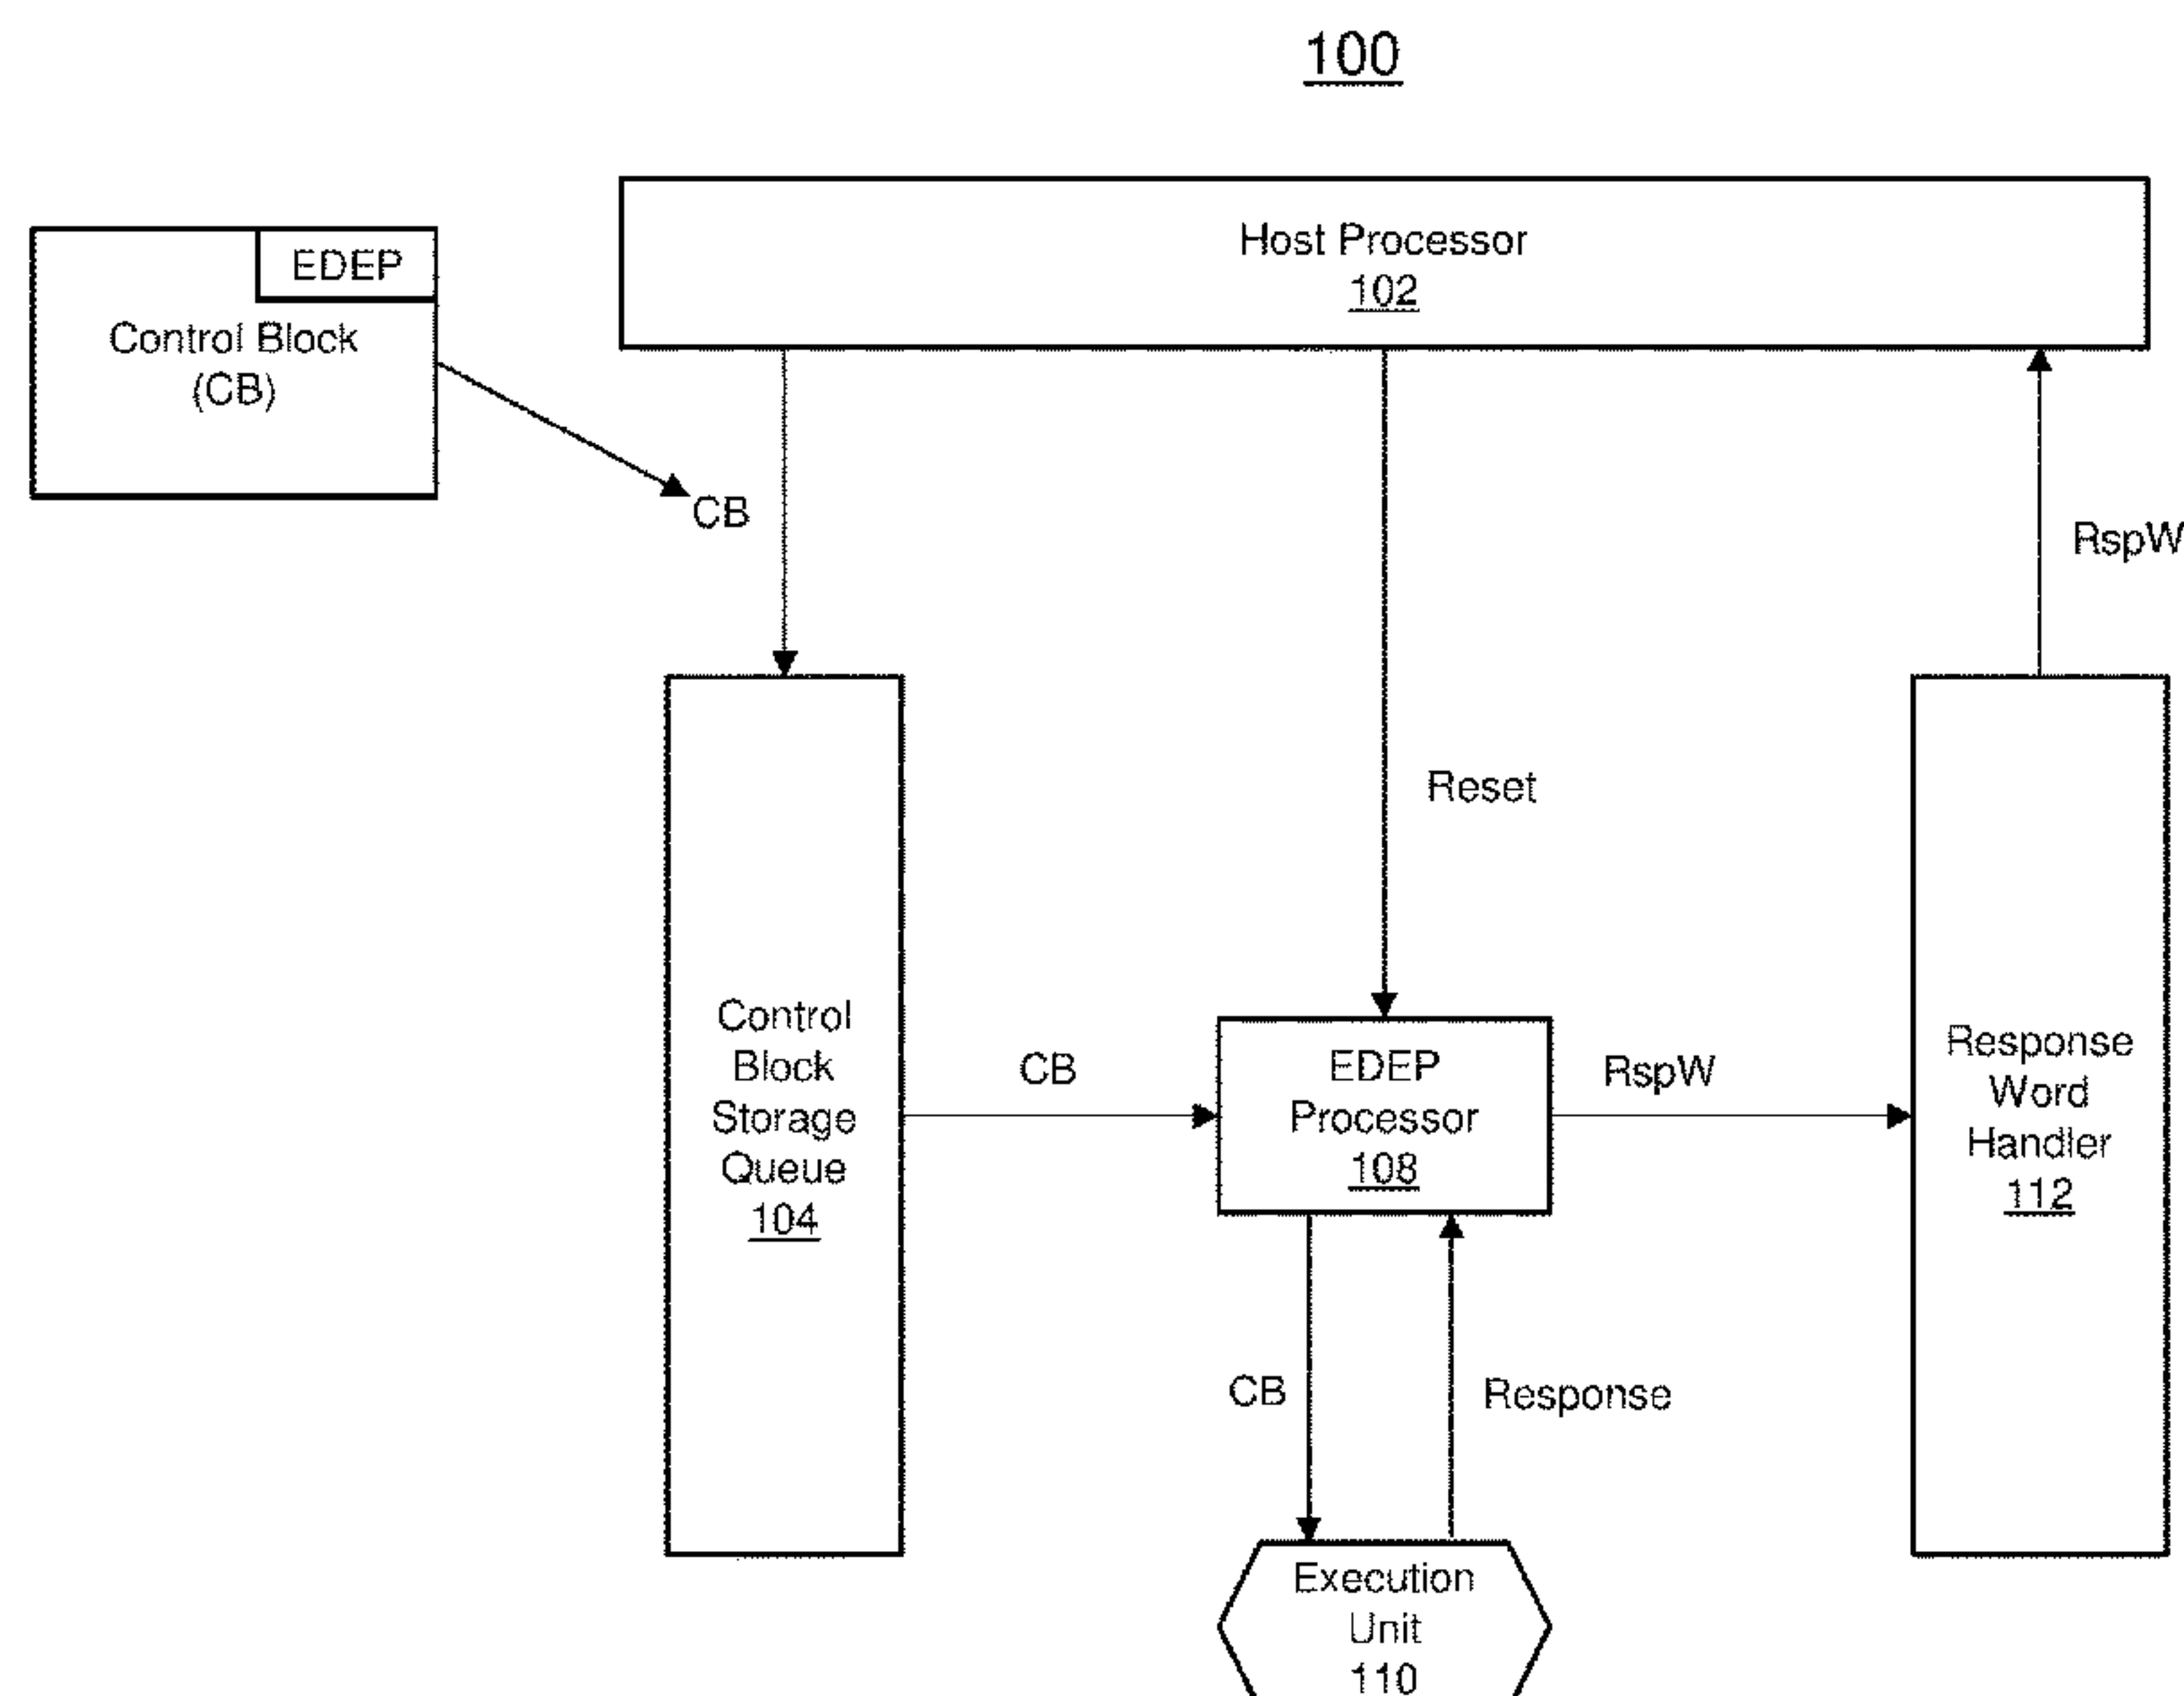 100
Host Processor
102
EDEP
Control Block
(CB)
CB
RspW
Reset
Control
Block
Storage
Queue
104
CB
EDEP
Processor
108
RspW
Response
Word
Handler
112
CB
Response
Execution
Unit
110